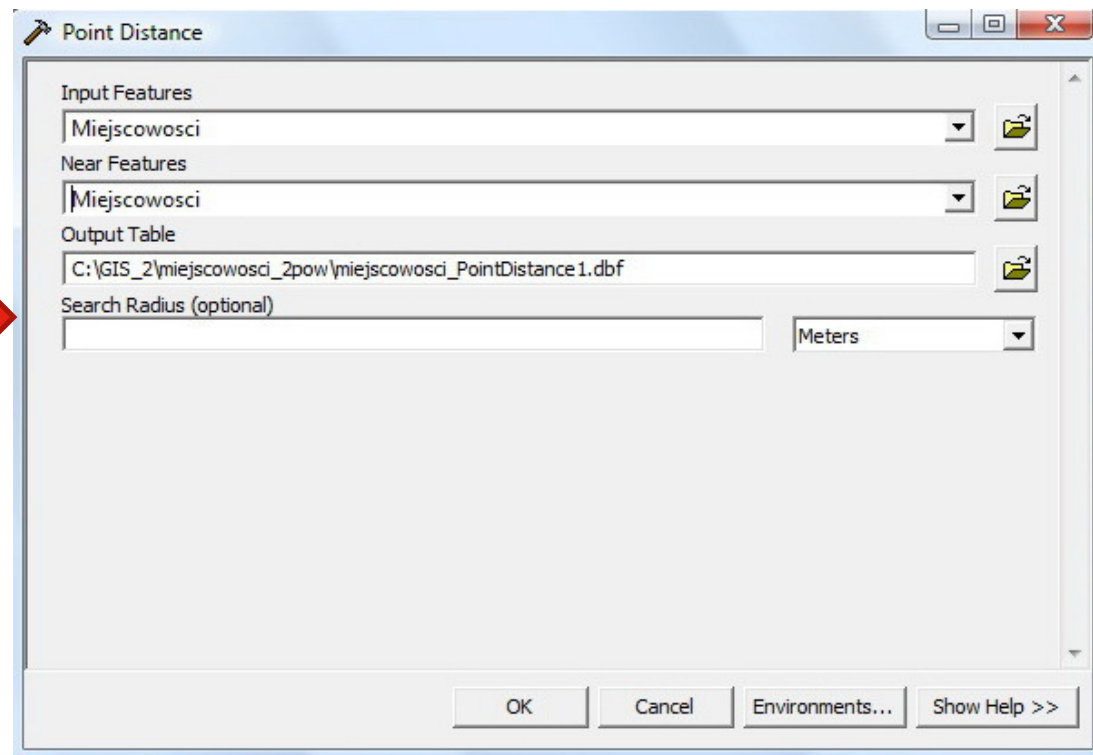 Point Distance
Input Features
Miejscowosci
Near Features
Miejscowosci
Output Table
C:\GIS_2\miejscowosci_2pow\miejscowosci_PointDistance1.dbf
Search Radius (optional)
Meters
OK Cancel Environments... Show Help >>